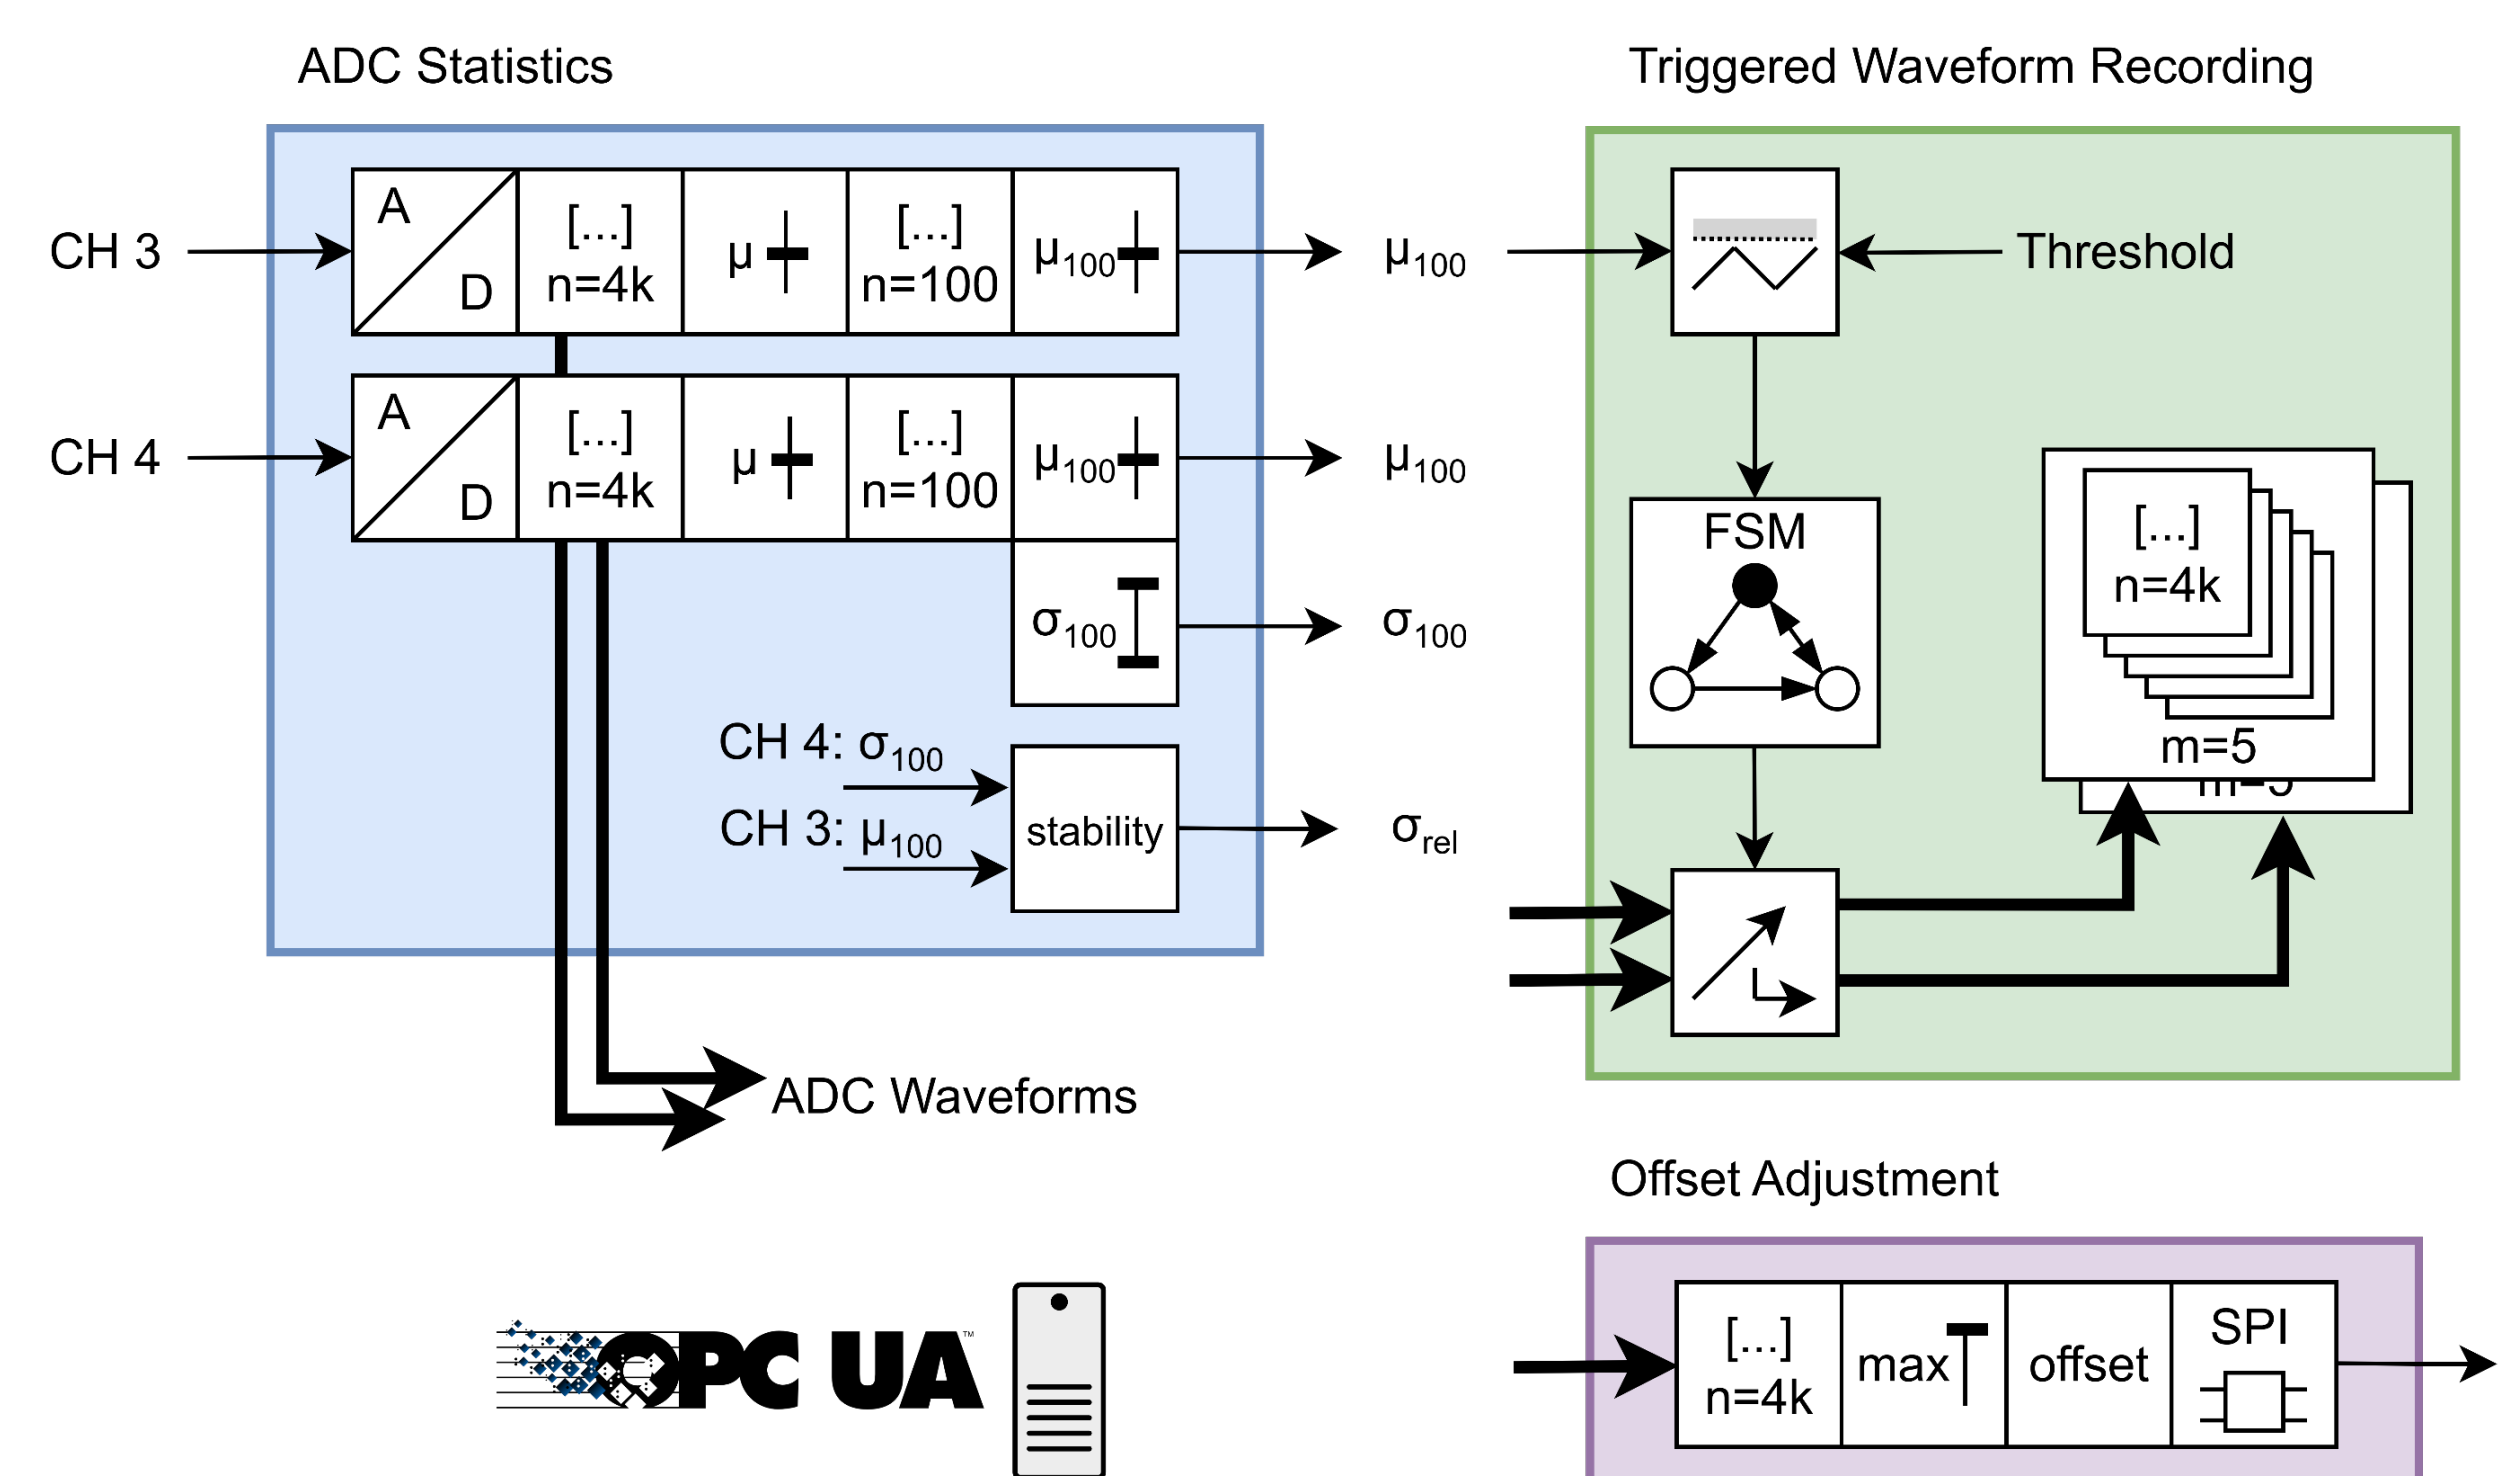 ADC Statistics
CH 3
A
D
[...]
n=4k
μ
[...]
n=100
μ100
μ100
CH 4
A
D
[...]
n=4k
μ
[...]
n=100
μ100
μ100
σ100
σ100
CH 4: σ100
CH 3: μ100
stability
σrel
ADC Waveforms
OPC UA™
Triggered Waveform Recording
Threshold
FSM
[...]
n=4k
m=5
m=5
Offset Adjustment
[...]
n=4k
max
offset
SPI